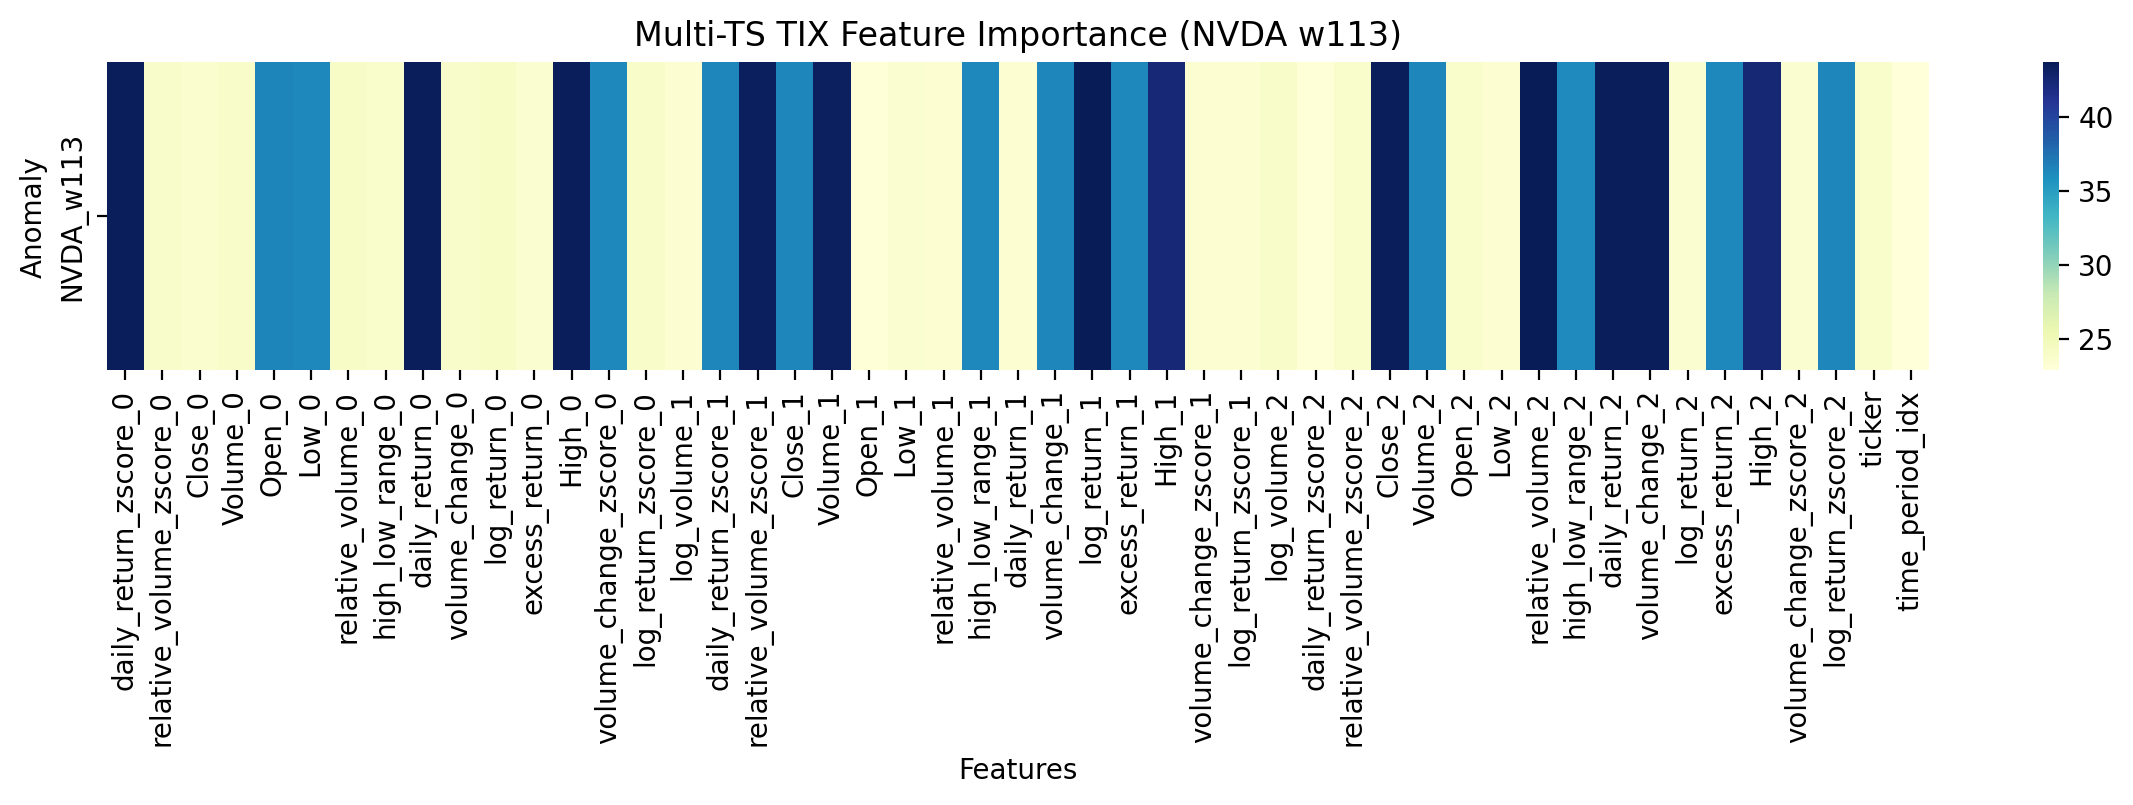 Multi-TS TIX Feature Importance (NVDA w113)
Anomaly
NVDA_w113
40
35
30
25
daily_return_zscore_0
relative_volume_zscore_0
Close_0
Volume_0
Open_0
Low_0
relative_volume_0
high_low_range_0
daily_return_0
volume_change_0
log_return_0
excess_return_0
High_0
volume_change_zscore_0
log_return_zscore_0
log_volume_1
daily_return_zscore_1
relative_volume_zscore_1
Close_1
Volume_1
Open_1
Low_1
relative_volume_1
high_low_range_1
daily_return_1
volume_change_1
log_return_1
excess_return_1
High_1
volume_change_zscore_1
log_return_zscore_1
log_volume_2
daily_return_zscore_2
relative_volume_zscore_2
Close_2
Volume_2
Open_2
Low_2
relative_volume_2
high_low_range_2
daily_return_2
volume_change_2
log_return_2
excess_return_2
High_2
volume_change_zscore_2
log_return_zscore_2
ticker
time_period_idx
Features